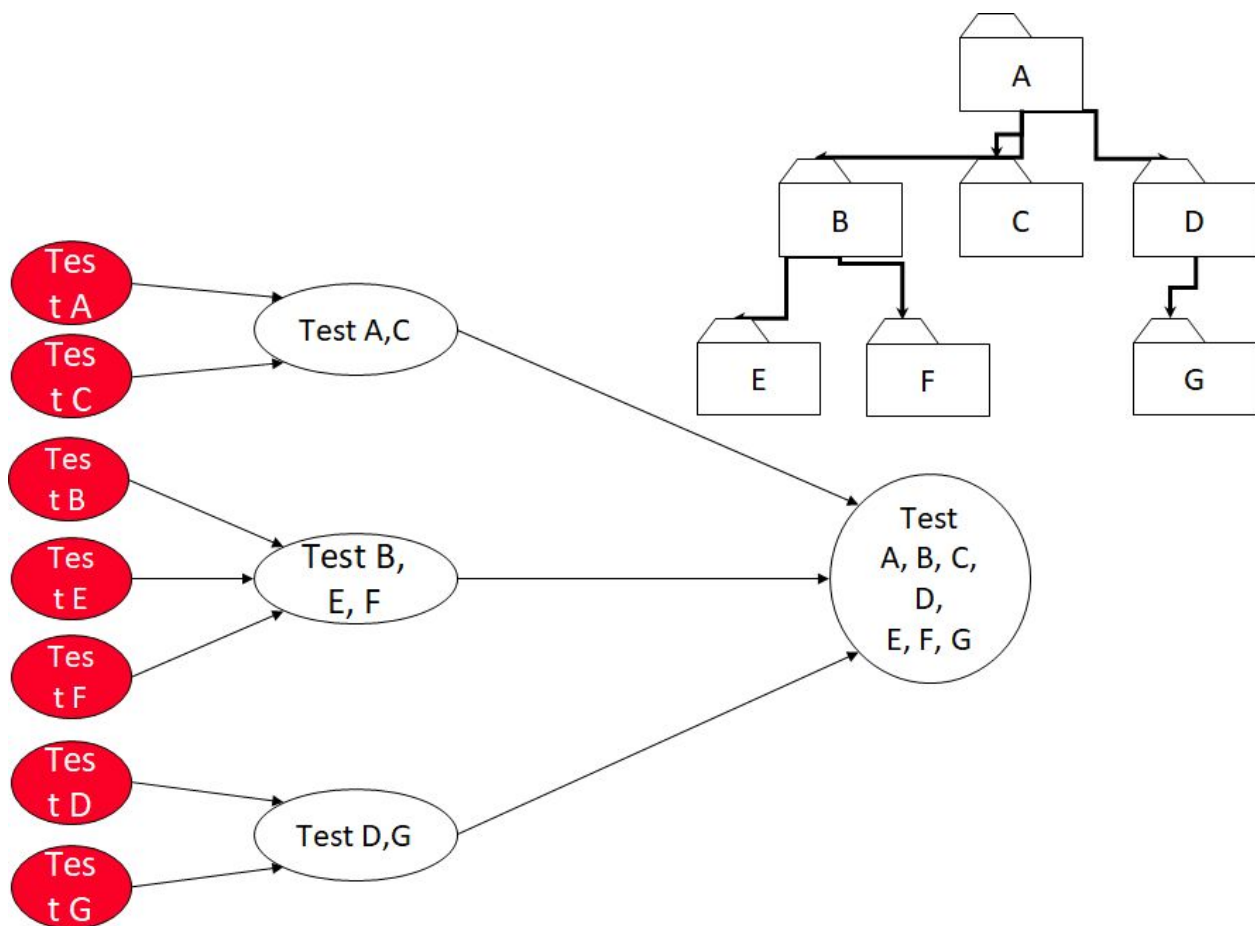 A
B
C
D
E
F
G
Tes
t A
Tes
t C
Tes
t B
Tes
t E
Tes
t F
Tes
t D
Tes
t G
Test A,C
Test B,
E, F
Test D,G
Test
A, B, C,
D,
E, F, G